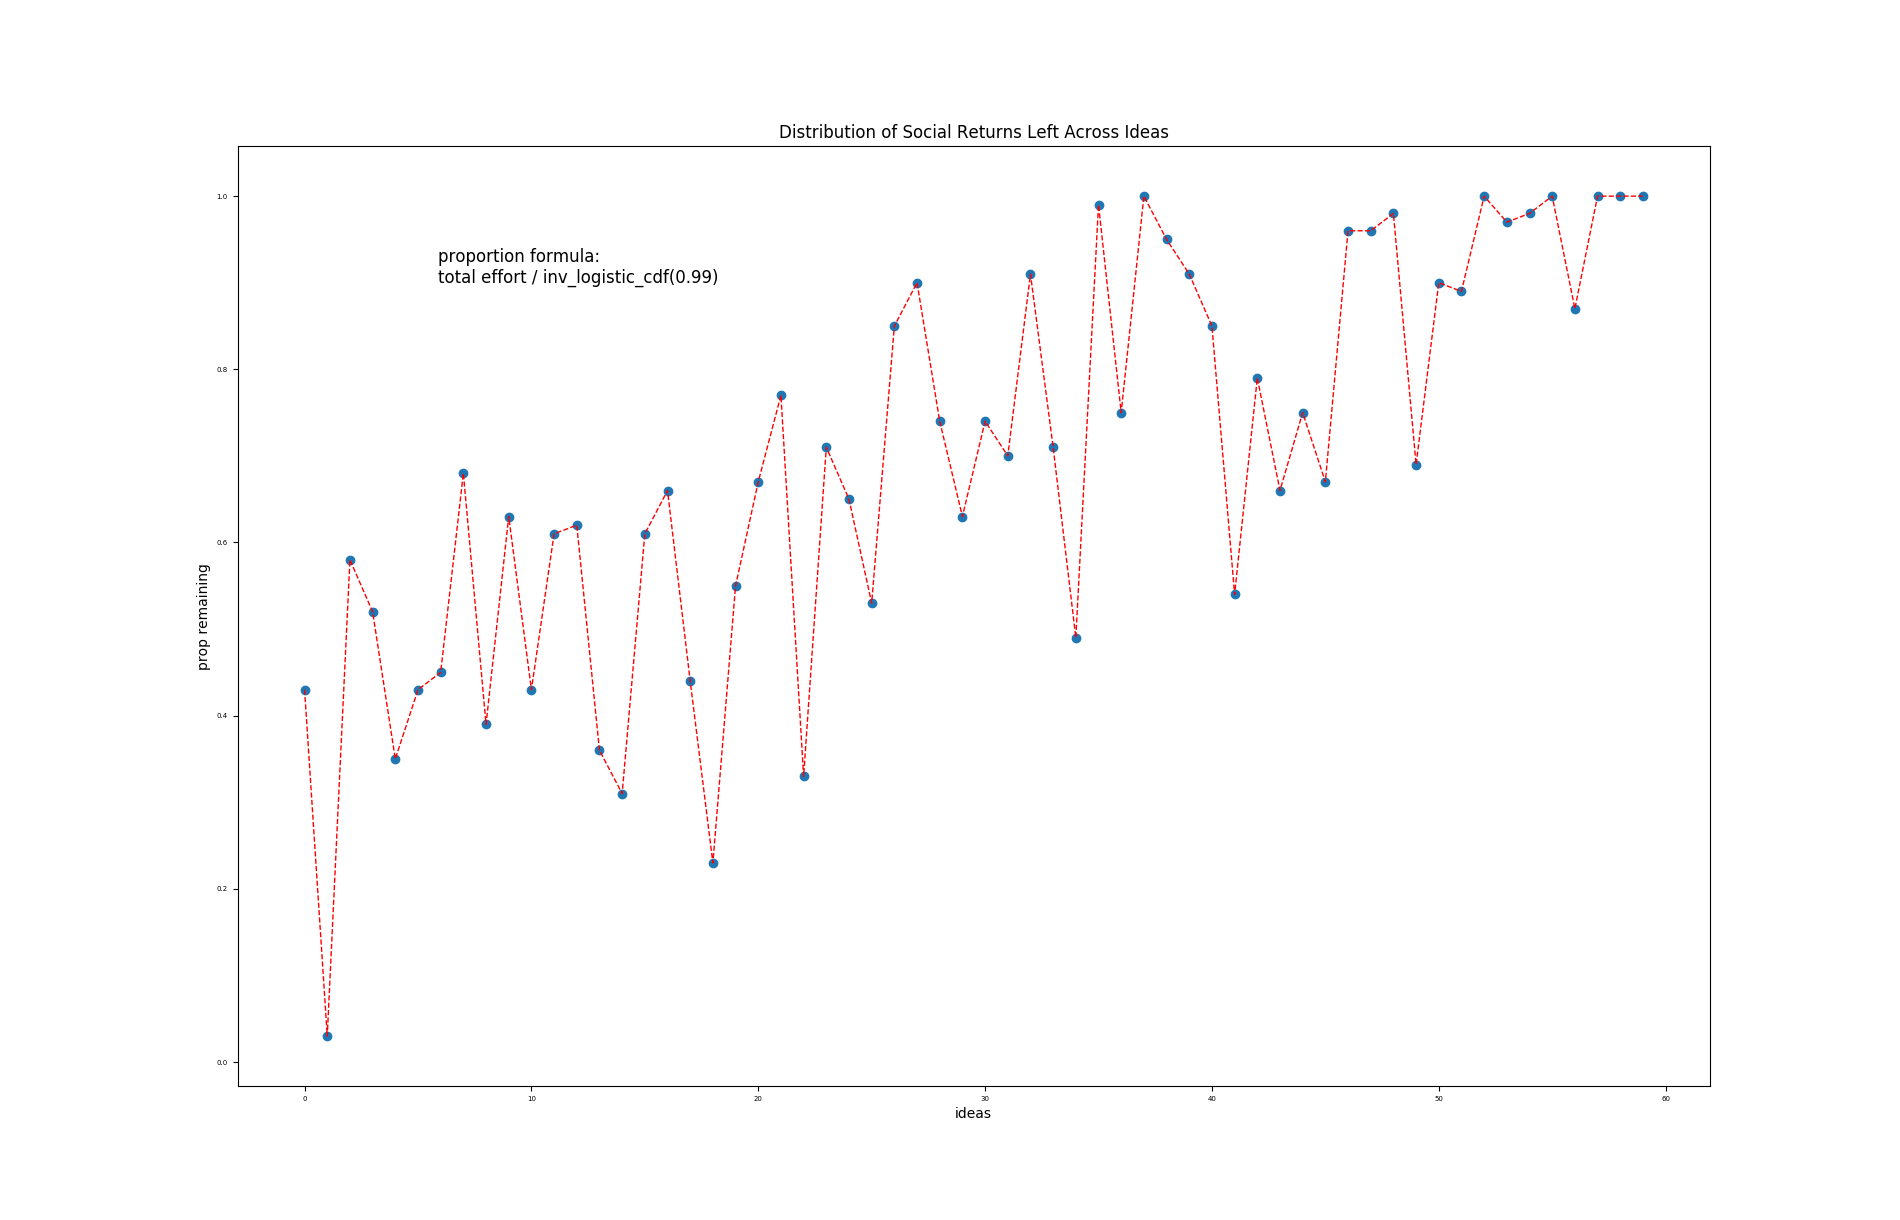 Distribution of Social Returns Left Across Ideas
proportion formula:
total effort / inv_logistic_cdf(0.99)
prop remaining
1.0
0.8
0.6
0.4
0.2
0.0
0 10 20 30 40 50 60
ideas